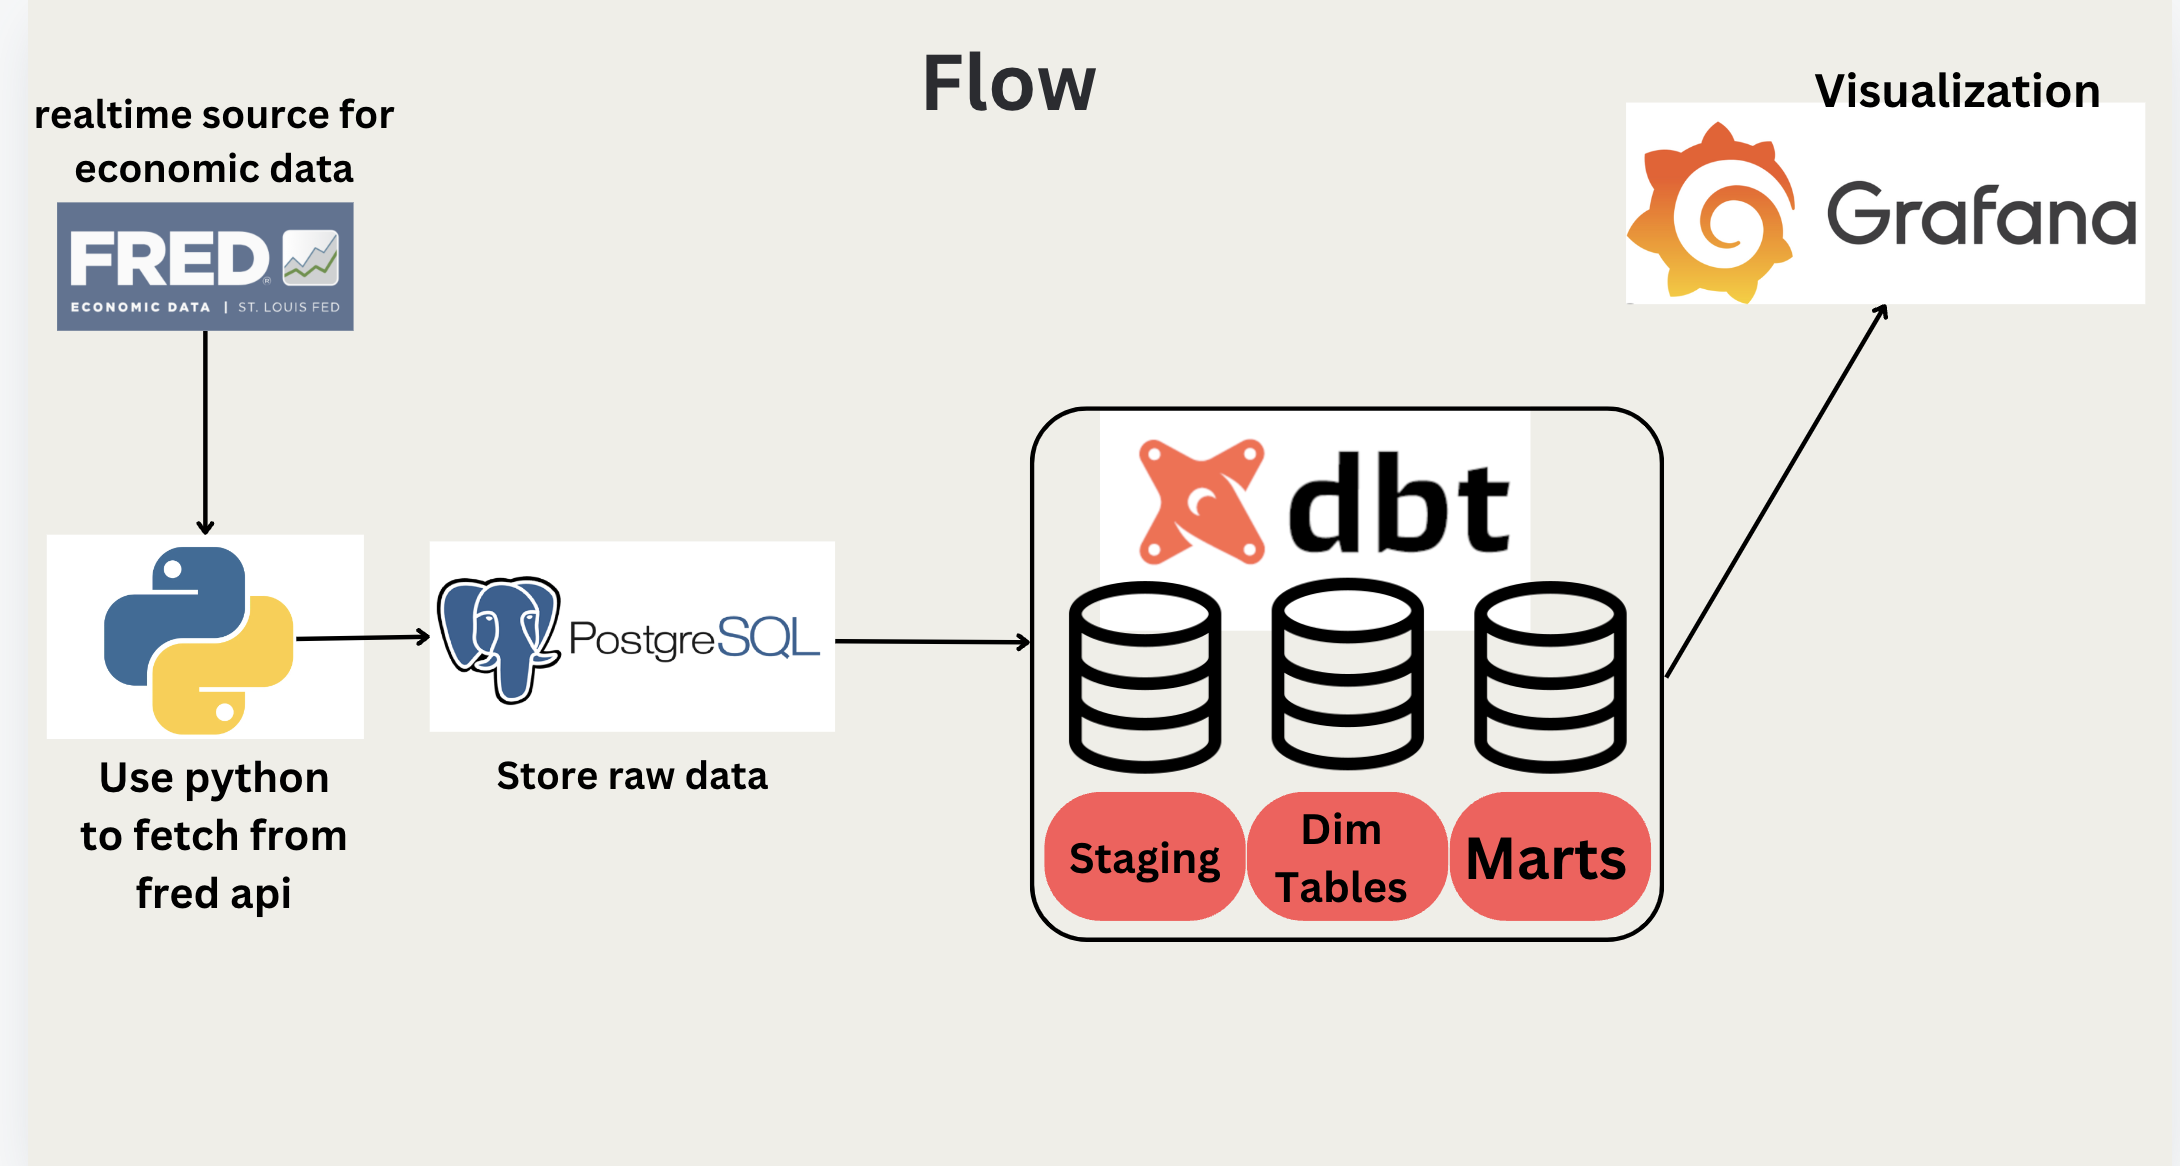 Flow
realtime source for
economic data
FRED®
ECONOMIC DATA | ST. LOUIS FED
Use python
to fetch from
fred api
PostgreSQL
Store raw data
dbt
Staging
Dim
Tables
Marts
Visualization
Grafana